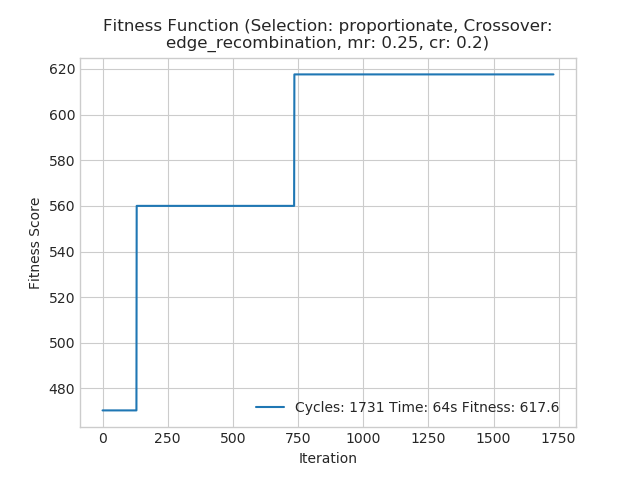 Fitness Function (Selection: proportionate, Crossover:
edge_recombination, mr: 0.25, cr: 0.2)
620
600
580
560
540
520
500
480
Fitness Score
Cycles: 1731 Time: 64s Fitness: 617.6
0 250 500 750 1000 1250 1500 1750
Iteration